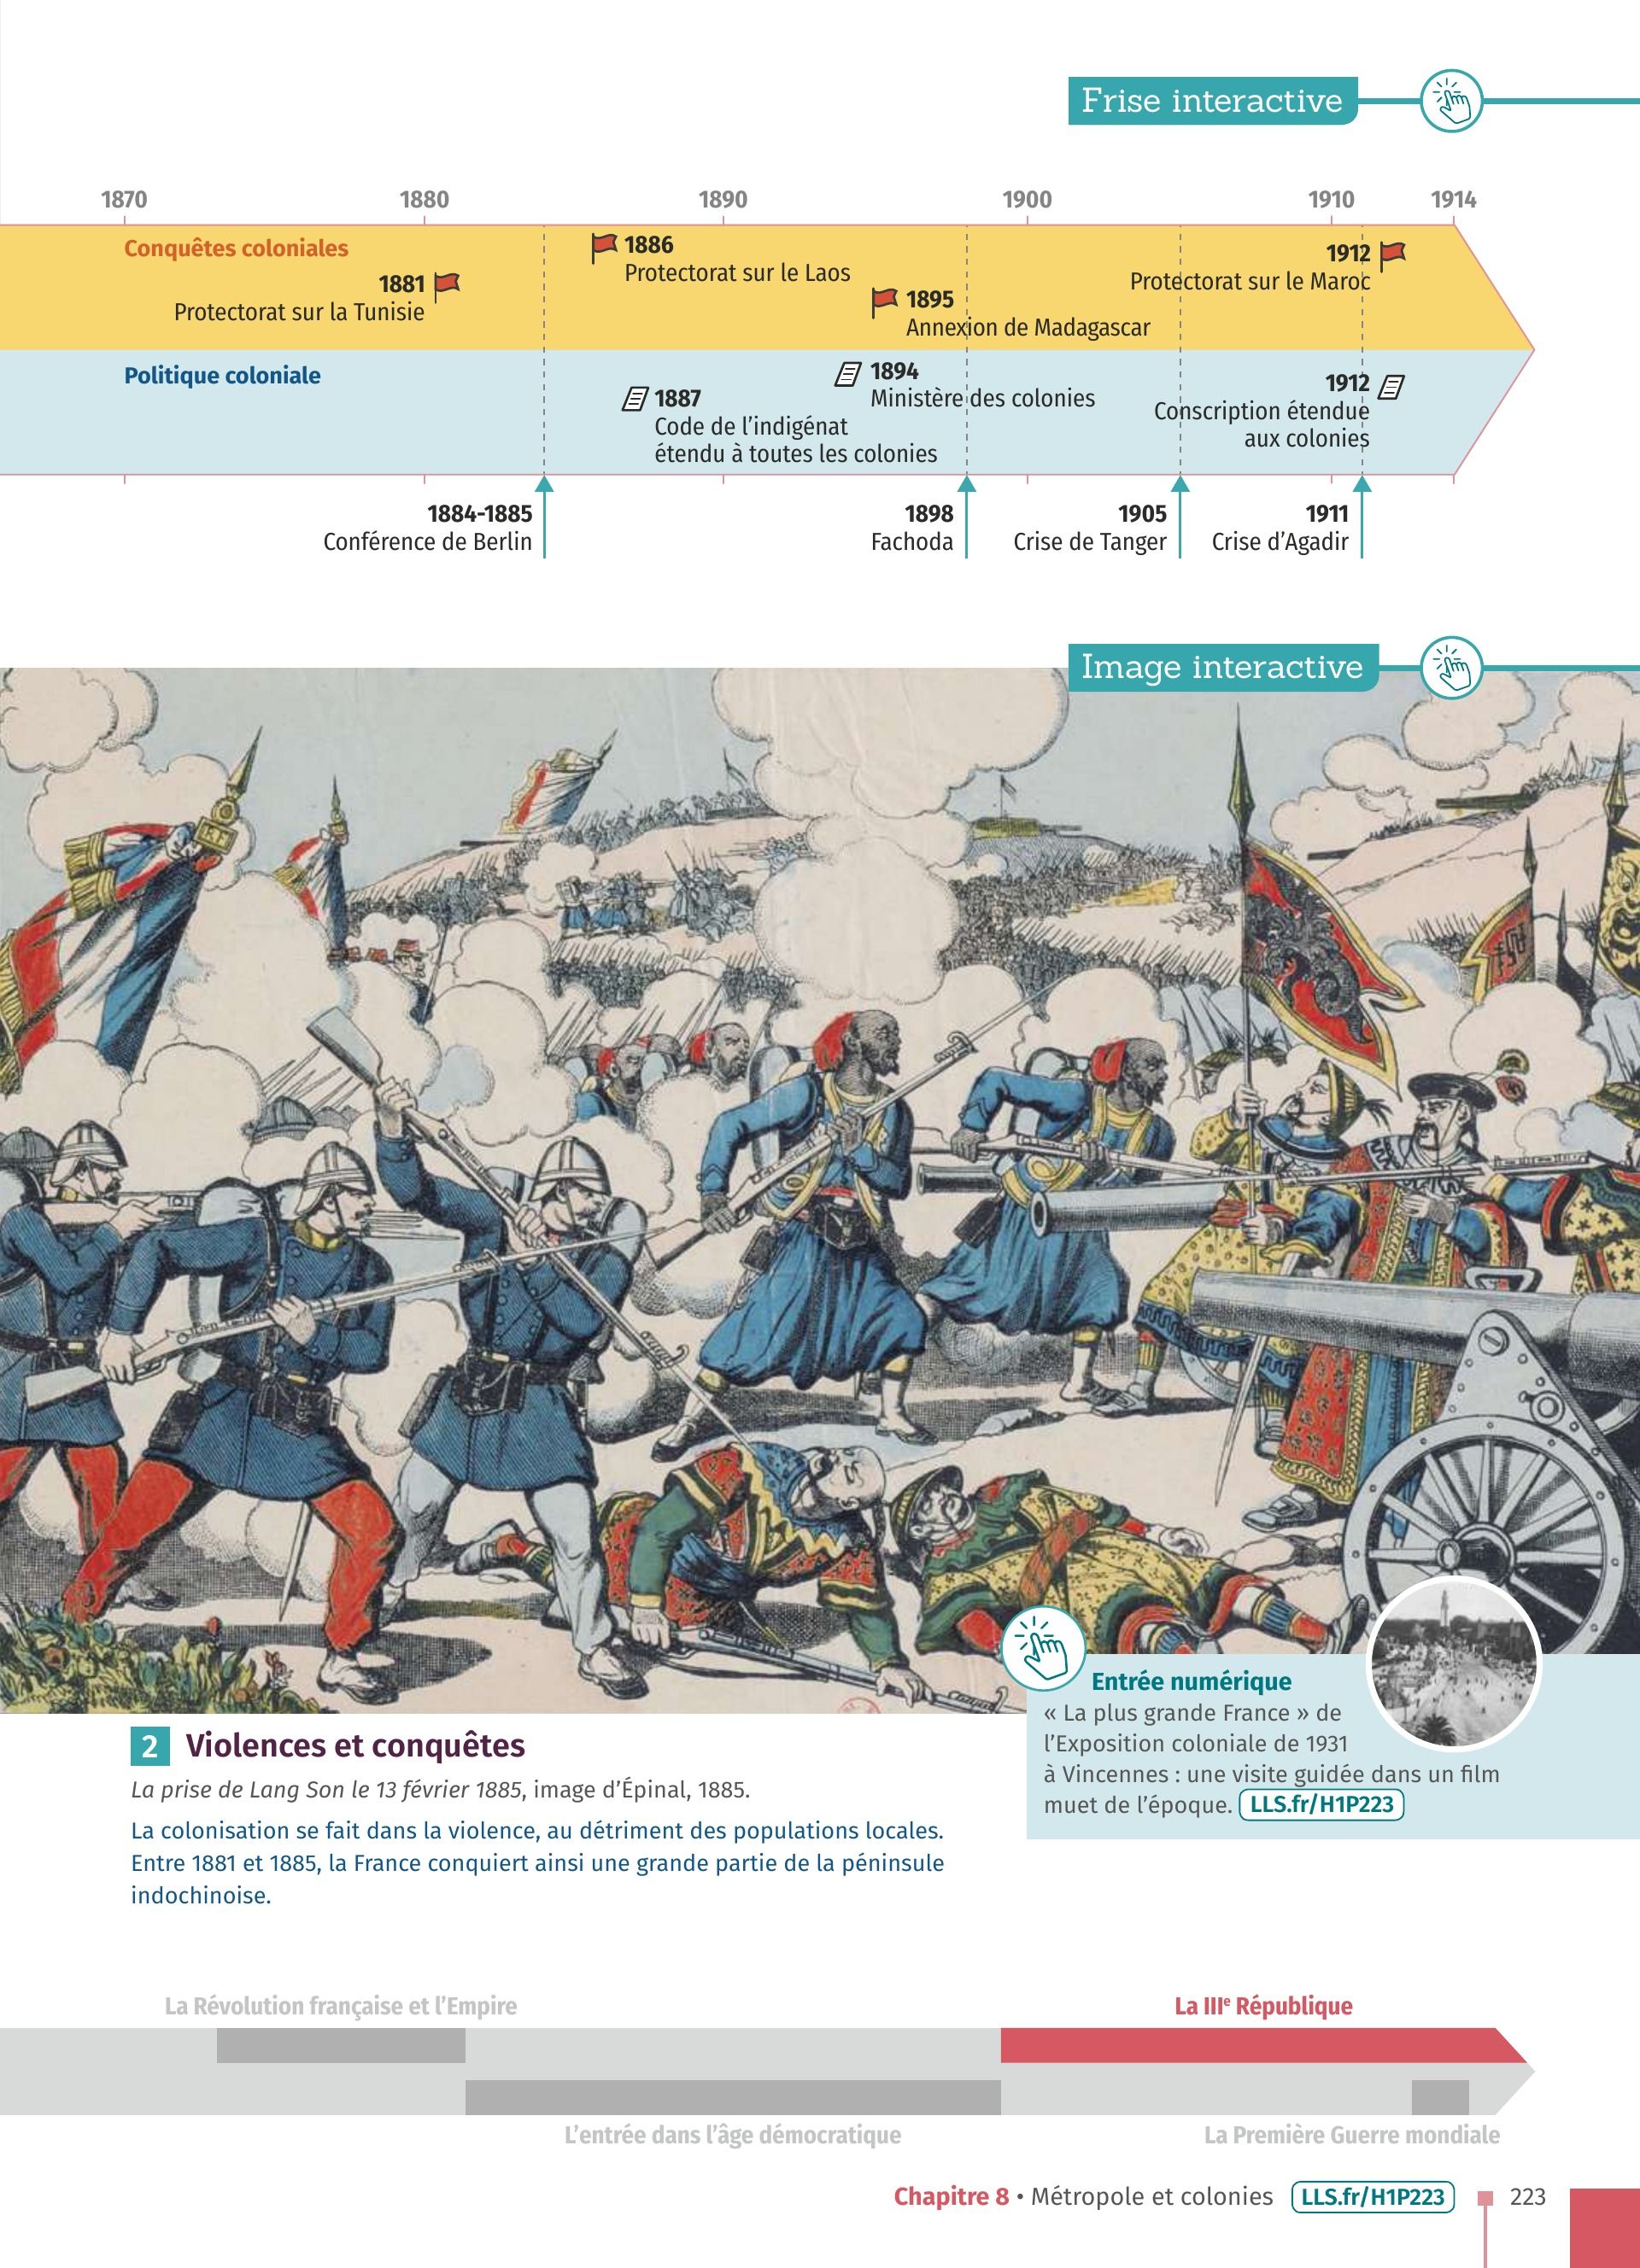 Frise interactive
1870
1880
1890
1900
1910
1914
Conquêtes coloniales
1881
Protectorat sur la Tunisie
1886
Protectorat sur le Laos
1895
Annexion de Madagascar
1912
Protectorat sur le Maroc
Politique coloniale
1887
Code de l’indigénat
étendu à toutes les colonies
1894
Ministère des colonies
1912
Conscription étendue
aux colonies
1884-1885
Conférence de Berlin
1898
Fachoda
1905
Crise de Tanger
1911
Crise d’Agadir
Image interactive
Entrée numérique
« La plus grande France » de
l’Exposition coloniale de 1931
à Vincennes : une visite guidée dans un film
muet de l’époque. LLS.fr/H1P223
2 Violences et conquêtes
La prise de Lang Son le 13 février 1885, image d’Épinal, 1885.
La colonisation se fait dans la violence, au détriment des populations locales.
Entre 1881 et 1885, la France conquiert ainsi une grande partie de la péninsule
indochinoise.
La Révolution française et l’Empire
La IIIe République
L’entrée dans l’âge démocratique
La Première Guerre mondiale
Chapitre 8 • Métropole et colonies LLS.fr/H1P223 223